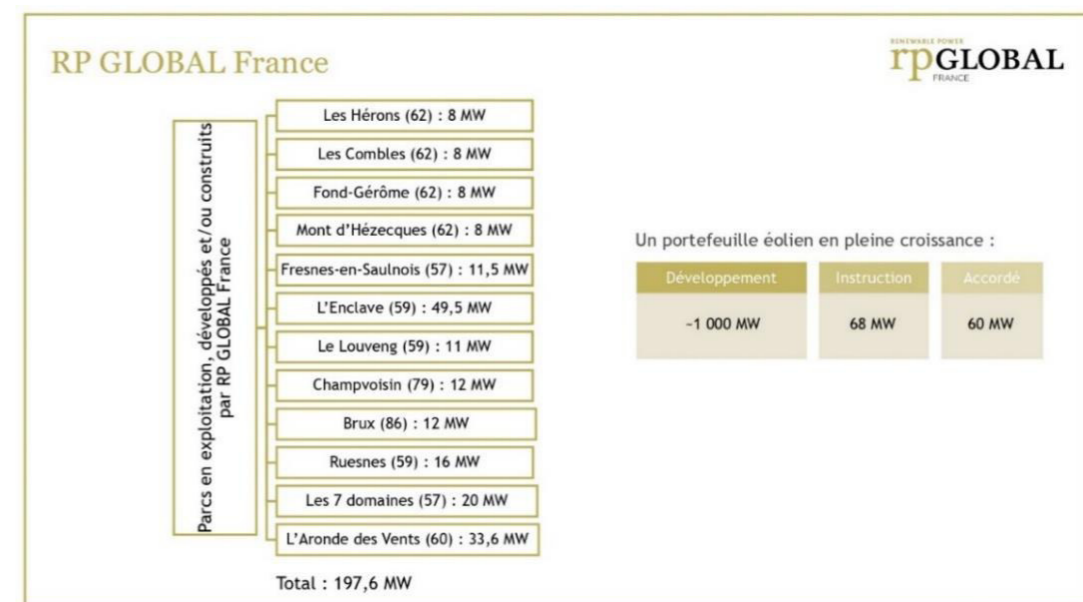 RP GLOBAL France
RENEWABLE POWER
rpGLOBAL
FRANCE
Parcs en exploitation, développés et/ou construits
par RP GLOBAL France
Les Hérons (62) : 8 MW
Les Combles (62) : 8 MW
Fond-Gérôme (62) : 8 MW
Mont d'Hézecques (62) : 8 MW
Fresnes-en-Saulnois (57) : 11,5 MW
L'Enclave (59) : 49,5 MW
Le Louveng (59) : 11 MW
Champvoisin (79) : 12 MW
Brux (86) : 12 MW
Ruesnes (59) : 16 MW
Les 7 domaines (57) : 20 MW
L'Aronde des Vents (60) : 33,6 MW
Total : 197,6 MW
Un portefeuille éolien en pleine croissance :
Développement Instruction Accordé
~1 000 MW 68 MW 60 MW